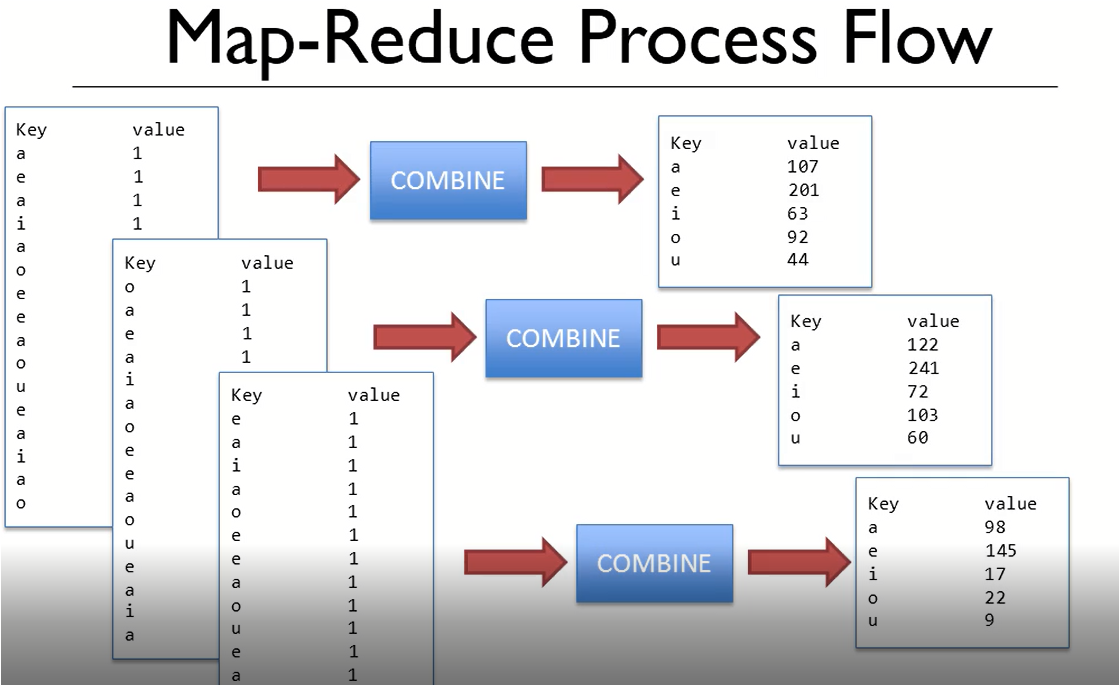 Map-Reduce Process Flow
Key value
a 1
e 1
a 1
i 1
a
o
e
e
a
o
u
e
a
i
a
o
Key value
o 1
a 1
e 1
a 1
i
a
o
e
e
a
o
u
e
a
i
a
Key value
e 1
a 1
i 1
a 1
o 1
e 1
e 1
a 1
o 1
u 1
e 1
a 1
COMBINE
COMBINE
COMBINE
Key value
a 107
e 201
i 63
o 92
u 44
Key value
a 122
e 241
i 72
o 103
u 60
Key value
a 98
e 145
i 17
o 22
u 9